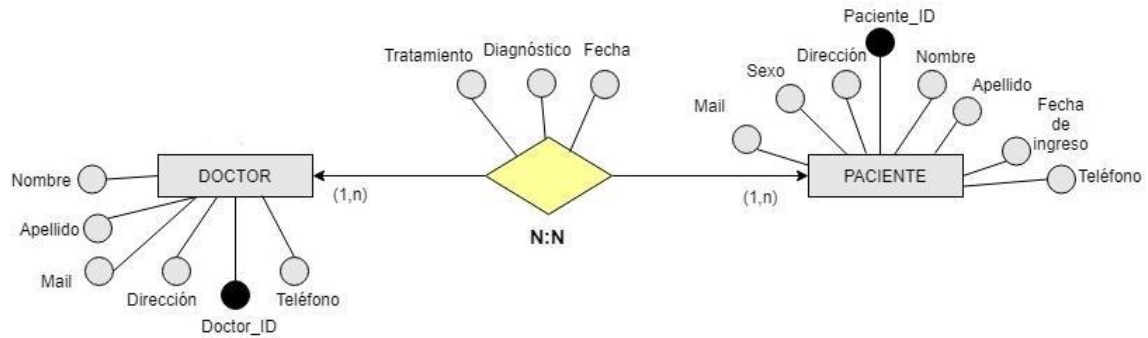 Paciente_ID
Tratamiento
Diagnóstico
Fecha
Dirección
Nombre
Sexo
Apellido
Mail
Fecha
de
ingreso
Teléfono
Nombre
DOCTOR
(1,n)
N:N
(1,n)
PACIENTE
Apellido
Mail
Dirección
Doctor_ID
Teléfono